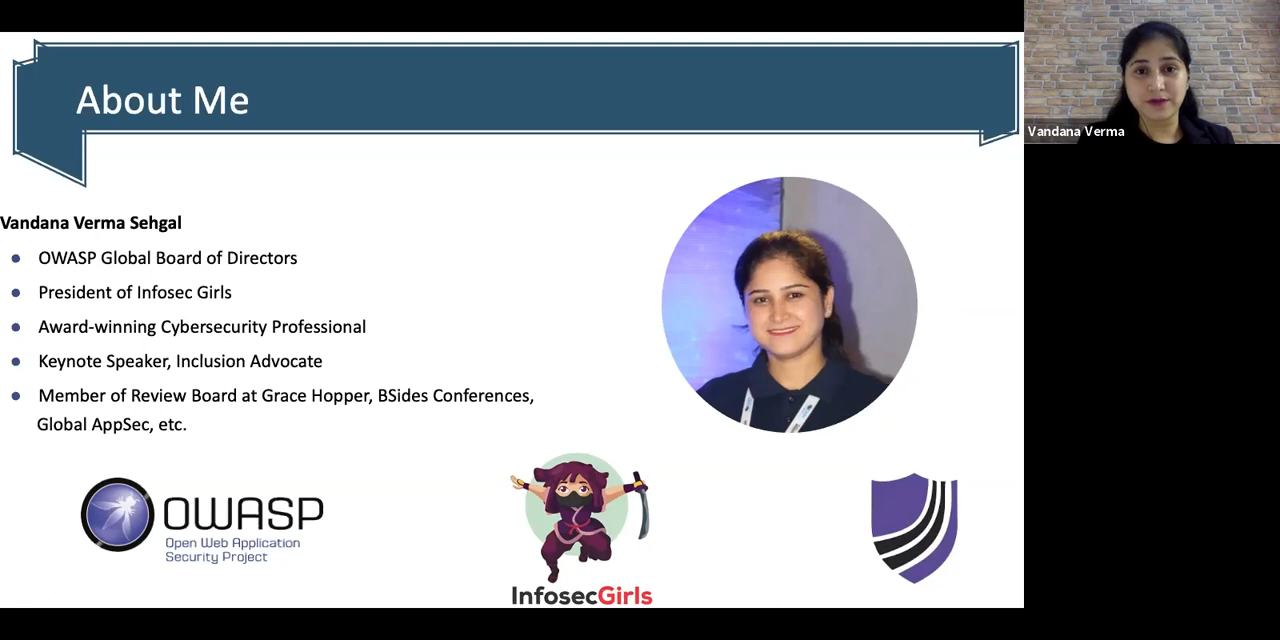 About Me
Vandana Verma
Vandana Verma Sehgal
OWASP Global Board of Directors
President of Infosec Girls
Award-winning Cybersecurity Professional
Keynote Speaker, Inclusion Advocate
Member of Review Board at Grace Hopper, BSides Conferences,
Global AppSec, etc.
OWASP
Open Web Application
Security Project
InfosecGirls